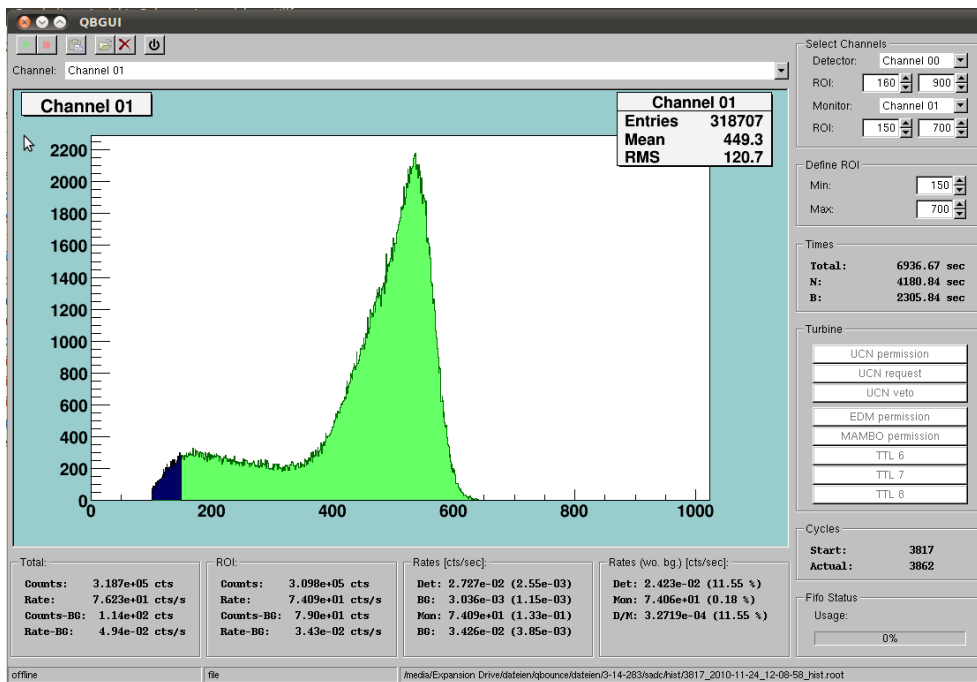 QBGUI
Channel: Channel 01
Channel 01
Channel 01
Entries 318707
Mean 449.3
RMS 120.7
2200
2000
1800
1600
1400
1200
1000
800
600
400
200
0
0 200 400 600 800 1000
Select Channels
Detector: Channel 00
ROI: 160 900
Monitor: Channel 01
ROI: 150 700
Define ROI
Min: 150
Max: 700
Times
Total: 6936.67 sec
N: 4180.84 sec
B: 2305.84 sec
Turbine
UCN permission
UCN request
UCN veto
EDM permission
MAMBO permission
TTL 6
TTL 7
TTL 8
Cycles
Start: 3817
Actual: 3862
Fifo Status
Usage:
0%
Total:
Counts: 3.187e+05 cts
Rate: 7.623e+01 cts/s
Counts-BG: 1.14e+02 cts
Rate-BG: 4.94e-02 cts/s
ROI:
Counts: 3.098e+05 cts
Rate: 7.409e+01 cts/s
Counts-BG: 7.90e+01 cts
Rate-BG: 3.43e-02 cts/s
Rates [cts/sec]:
Det: 2.727e-02 (2.55e-03)
BG: 3.036e-03 (1.15e-03)
Mon: 7.409e+01 (1.33e-01)
BG: 3.426e-02 (3.85e-03)
Rates (wo. bg.) [cts/sec]:
Det: 2.423e-02 (11.55 %)
Mon: 7.406e+01 (0.18 %)
D/M: 3.2719e-04 (11.55 %)
offline
file
/media/Expansion Drive/dateien/qbounce/dateien/3-14-283/sadc/hist/3817_2010-11-24_12-08-58_hist.root